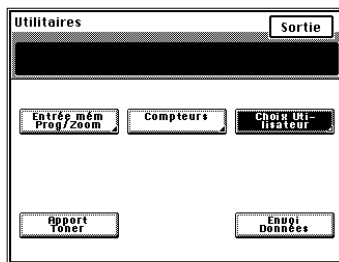 Utilitaires
Sortie
Entrée mém
Prog/Zoom
Compteurs
Choix Uti-
lisateur
Apport
Toner
Envoi
Données